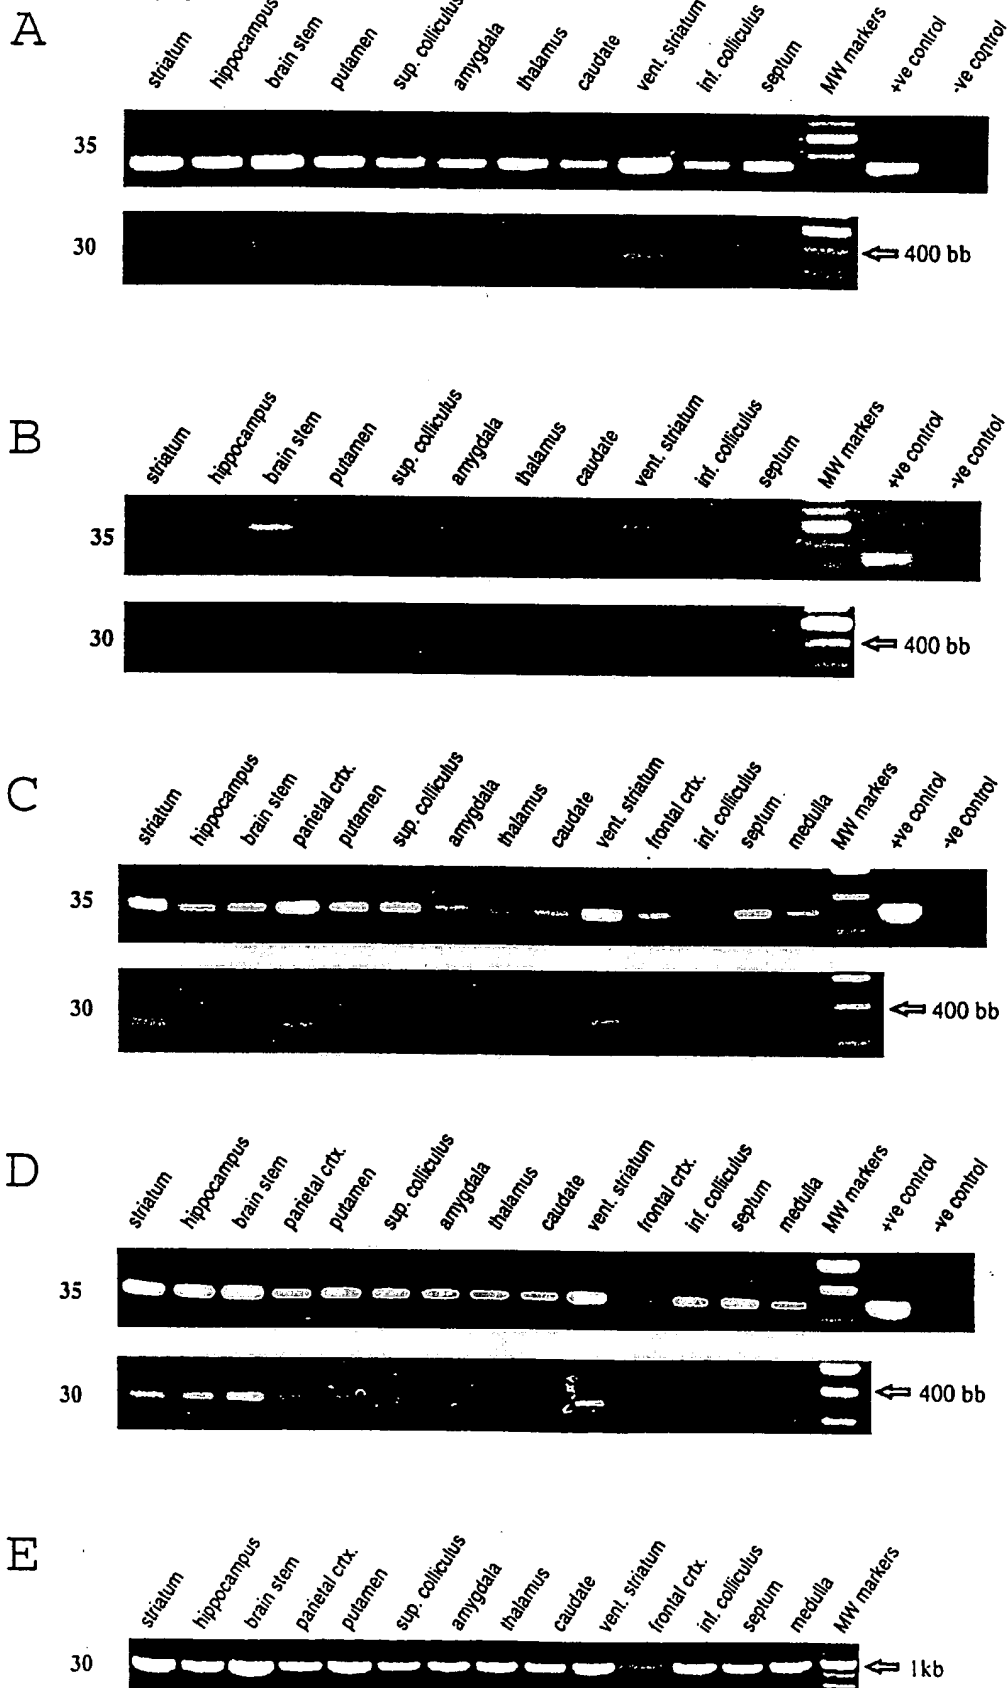 A
striatum hippocampus brain stem putamen sup. colliculus amygdala thalamus caudate vent. striatum inf. colliculus septum MW markers +ve control -ve control
35
30 400 bb
B
striatum hippocampus brain stem putamen sup. colliculus amygdala thalamus caudate vent. striatum inf. colliculus septum MW markers +ve control -ve control
35
30 400 bb
C
striatum hippocampus brain stem parietal crtx. putamen sup. colliculus amygdala thalamus caudate vent. striatum frontal crtx. inf. colliculus septum medulla MW markers +ve control -ve control
35
30 400 bb
D
striatum hippocampus brain stem parietal crtx. putamen sup. colliculus amygdala thalamus caudate vent. striatum frontal crtx. inf. colliculus septum medulla MW markers +ve control -ve control
35
30 400 bb
E
striatum hippocampus brain stem parietal crtx. putamen sup. colliculus amygdala thalamus caudate vent. striatum frontal crtx. inf. colliculus septum medulla MW markers
30 1kb